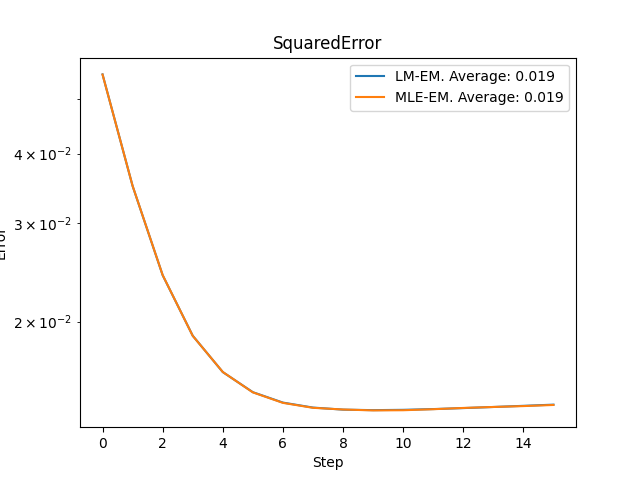 SquaredError
LM-EM. Average: 0.019
MLE-EM. Average: 0.019
4 × 10⁻²
3 × 10⁻²
2 × 10⁻²
Error
0 2 4 6 8 10 12 14
Step